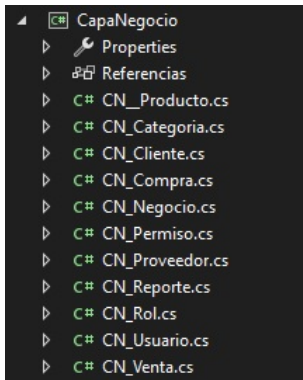 C# CapaNegocio
Properties
Referencias
C# CN__Producto.cs
C# CN_Categoria.cs
C# CN_Cliente.cs
C# CN_Compra.cs
C# CN_Negocio.cs
C# CN_Permiso.cs
C# CN_Proveedor.cs
C# CN_Reporte.cs
C# CN_Rol.cs
C# CN_Usuario.cs
C# CN_Venta.cs